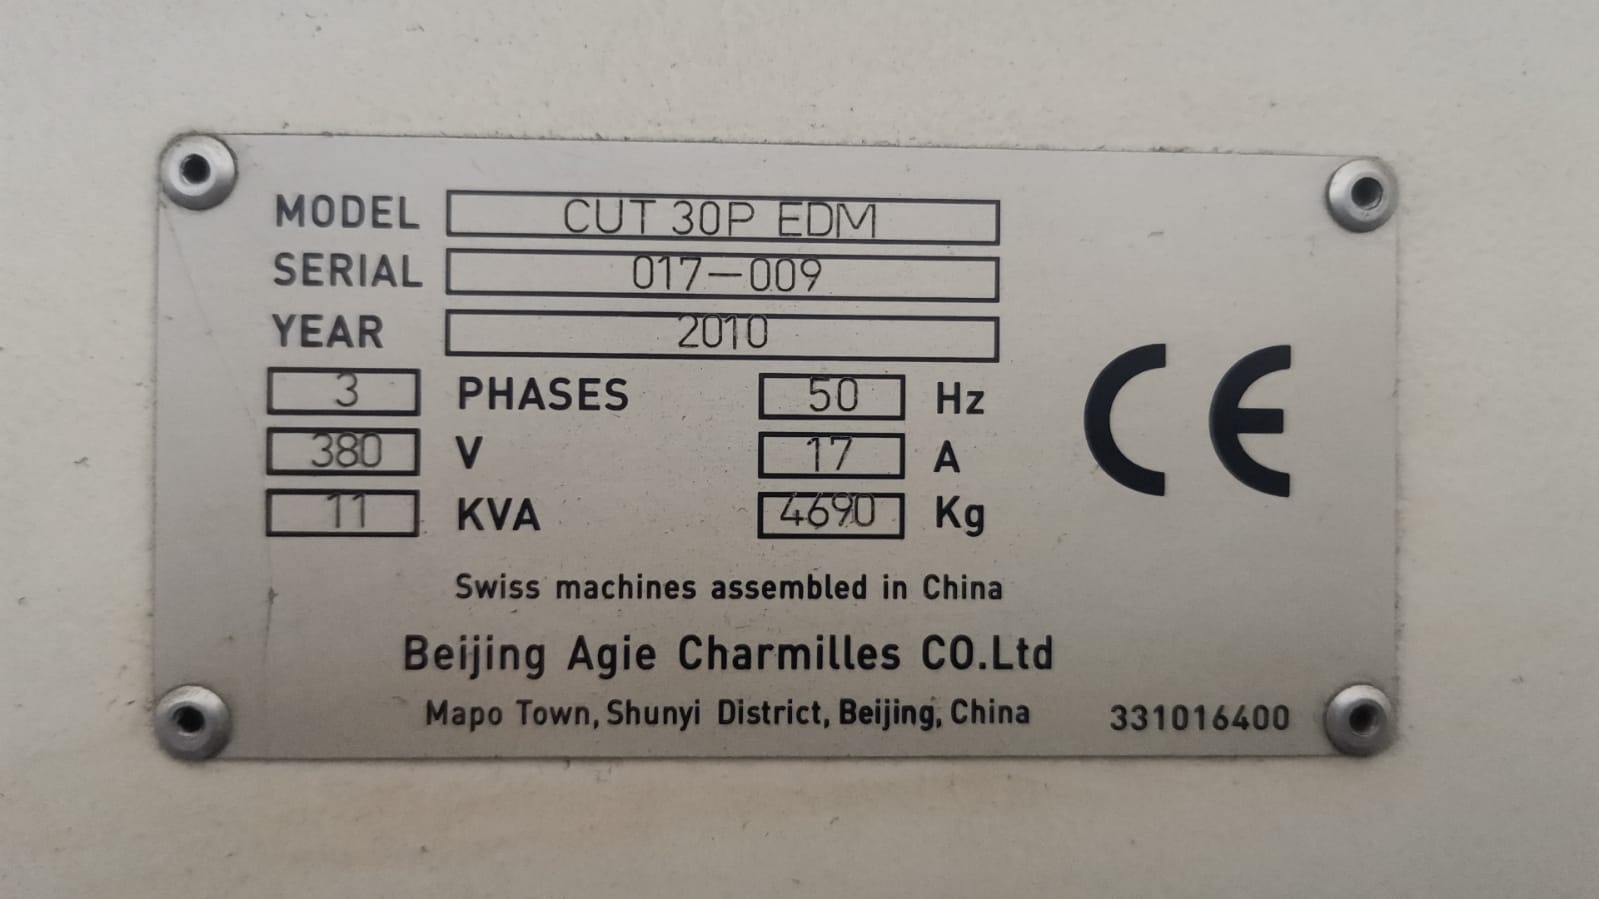 MODEL CUT 30P EDM
SERIAL 017-009
YEAR 2010
3 PHASES 50 Hz
380 V 17 A
11 KVA 4690 Kg
CE
Swiss machines assembled in China
Beijing Agie Charmilles CO.Ltd
Mapo Town, Shunyi District, Beijing, China 331016400